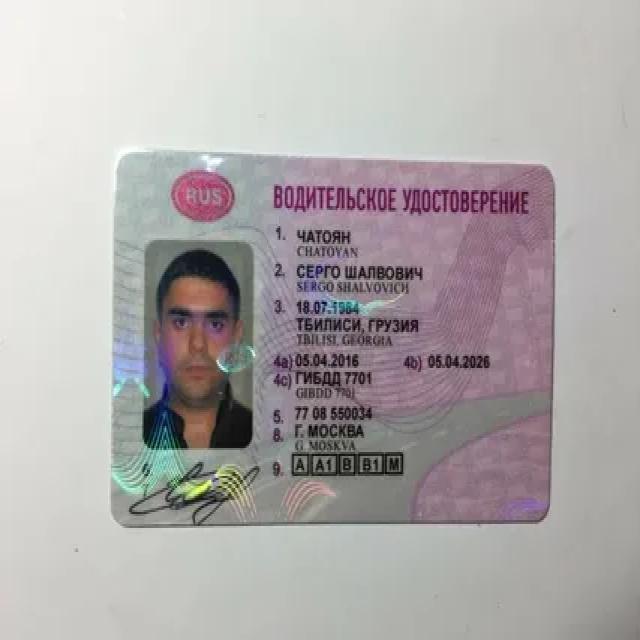 RUS
ВОДИТЕЛЬСКОЕ УДОСТОВЕРЕНИЕ
1. ЧАТОЯН
CHATOYAN
2. СЕРГО ШАЛВОВИЧ
SERGO SHALVOVICH
3. 18.07.1984
ТБИЛИСИ, ГРУЗИЯ
TBILISI, GEORGIA
4a) 05.04.2016 4b) 05.04.2026
4c) ГИБДД 7701
GIBDD 7701
5. 77 08 550034
8. Г. МОСКВА
G MOSKVA
9. A A1 B B1 M